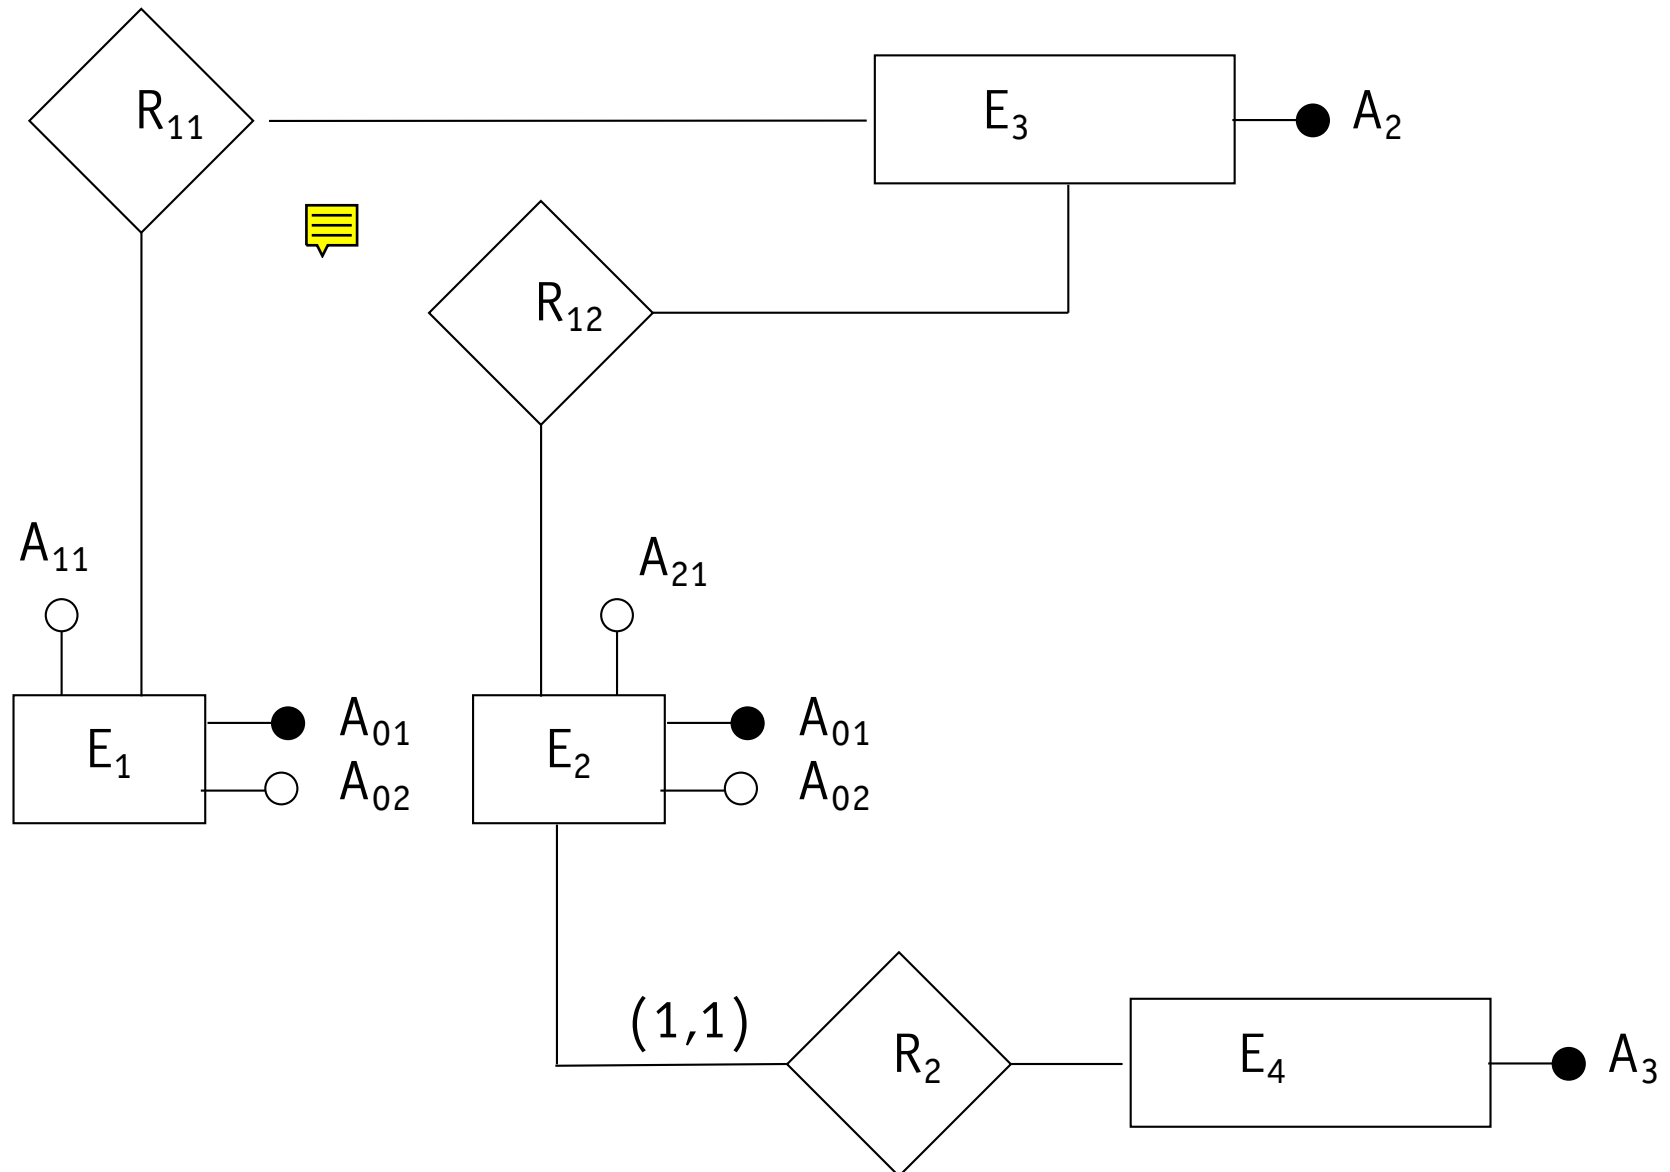 R₁₁
E₃
A₂
R₁₂
A₁₁
A₂₁
E₁
A₀₁
A₀₂
E₂
A₀₁
A₀₂
(1,1)
R₂
E₄
A₃